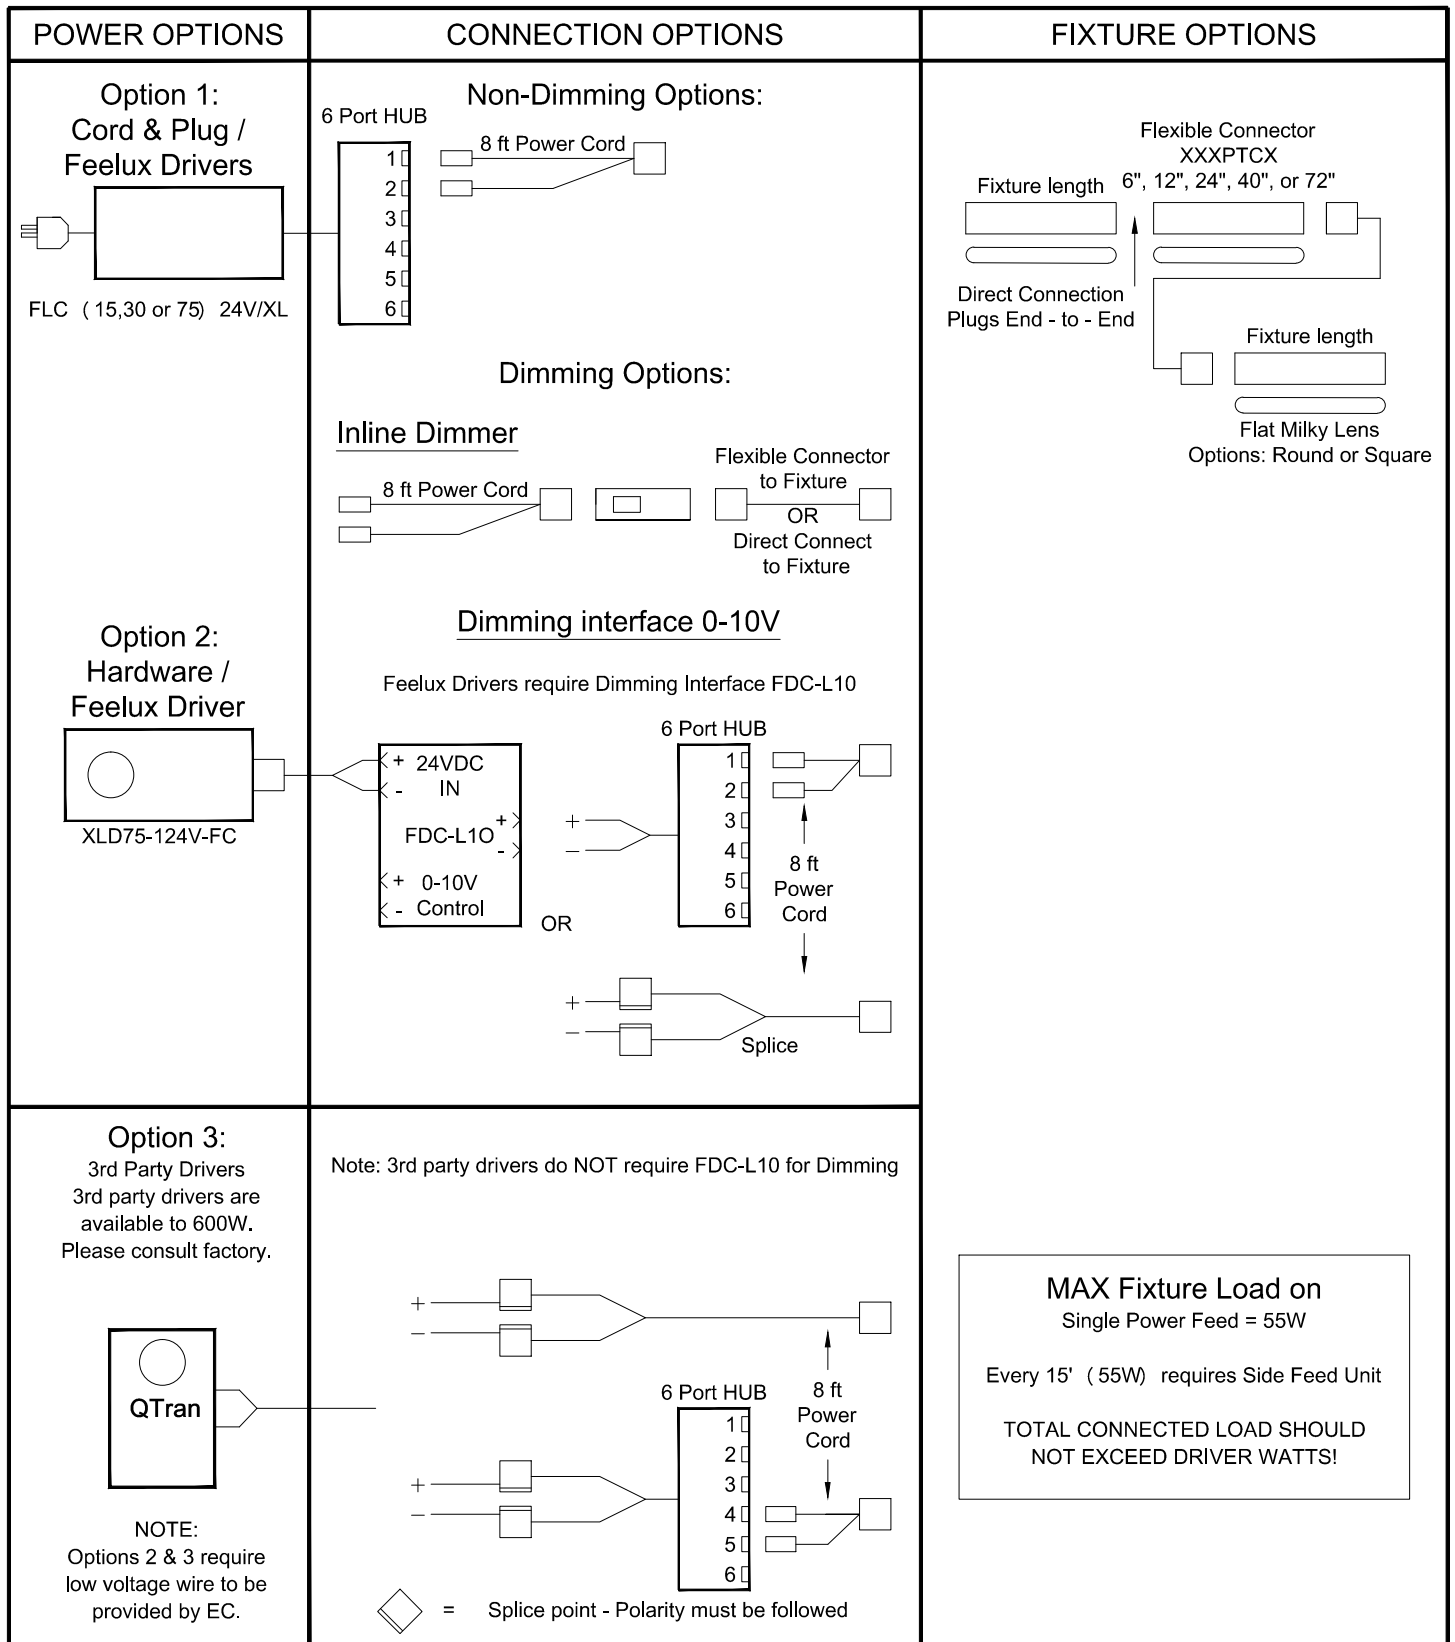 POWER OPTIONS
CONNECTION OPTIONS
FIXTURE OPTIONS
Option 1:
Cord & Plug /
Feelux Drivers
FLC ( 15,30 or 75) 24V/XL
6 Port HUB
1
2
3
4
5
6
Non-Dimming Options:
8 ft Power Cord
Dimming Options:
Inline Dimmer
8 ft Power Cord
Flexible Connector
to Fixture
OR
Direct Connect
to Fixture
Option 2:
Hardware /
Feelux Driver
XLD75-124V-FC
Dimming interface 0-10V
Feelux Drivers require Dimming Interface FDC-L10
+ 24VDC
- IN
+
FDC-L1O
-
+ 0-10V
- Control
OR
+
–
6 Port HUB
1
2
3
4
5
6
8 ft
Power
Cord
+
–
Splice
Option 3:
3rd Party Drivers
3rd party drivers are
available to 600W.
Please consult factory.
QTran
NOTE:
Options 2 & 3 require
low voltage wire to be
provided by EC.
Note: 3rd party drivers do NOT require FDC-L10 for Dimming
+
–
8 ft
Power
Cord
6 Port HUB
1
2
3
4
5
6
+
–
= Splice point - Polarity must be followed
Flexible Connector
XXXPTCX
6", 12", 24", 40", or 72"
Fixture length
Direct Connection
Plugs End - to - End
Fixture length
Flat Milky Lens
Options: Round or Square
MAX Fixture Load on
Single Power Feed = 55W
Every 15' ( 55W) requires Side Feed Unit
TOTAL CONNECTED LOAD SHOULD
NOT EXCEED DRIVER WATTS!